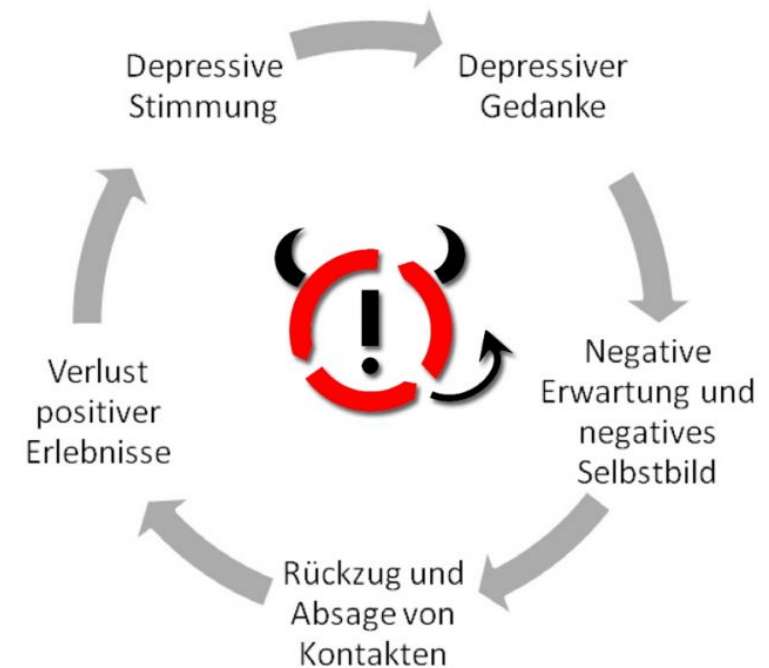 Depressive
Stimmung
Depressiver
Gedanke
Negative
Erwartung und
negatives
Selbstbild
Rückzug und
Absage von
Kontakten
Verlust
positiver
Erlebnisse
!